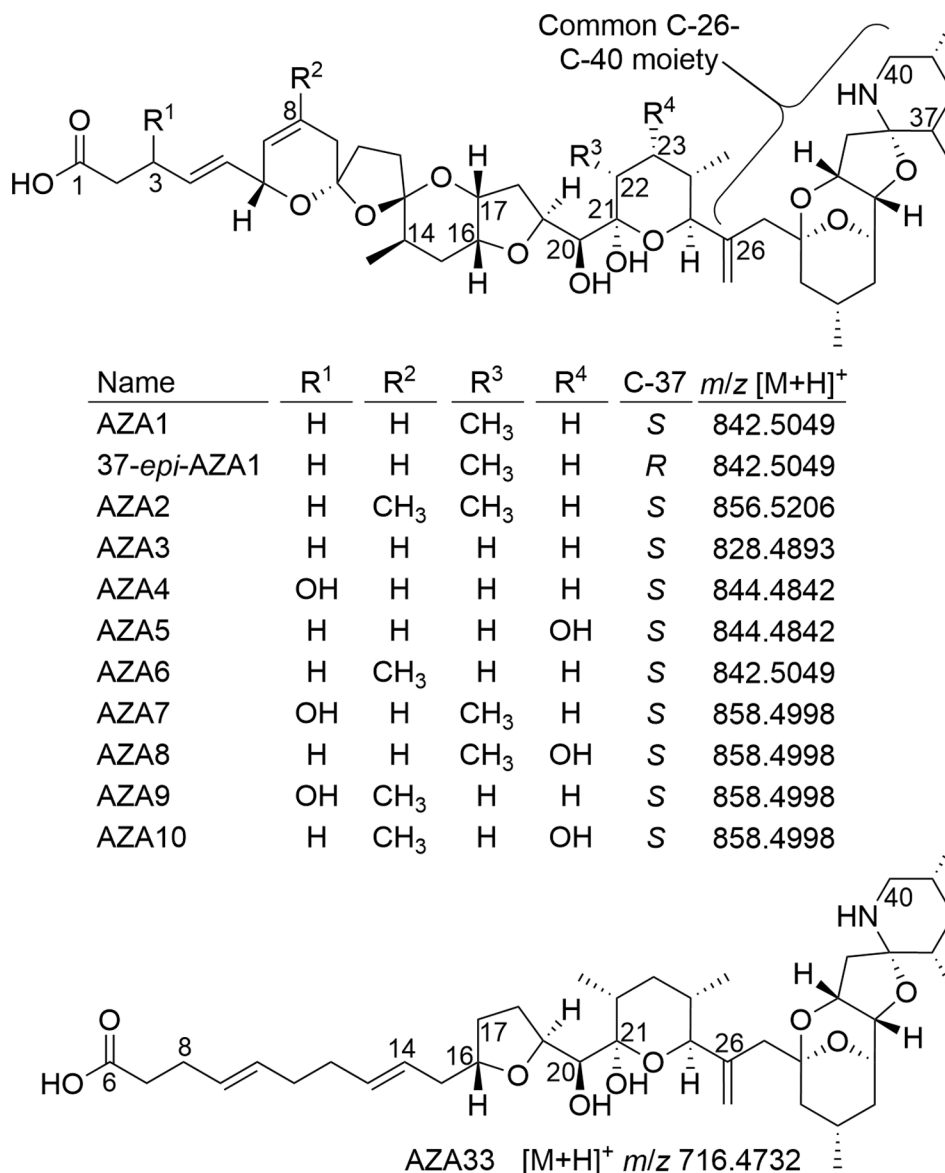 Common C-26-
C-40 moiety
R² R⁴ 40
HN
R¹ 8 R³ 23 37
O O
HO 1 3 22
H O O H 17 H 21 H O
H O O 14 16 O 20 O 26 O H
H OH OH H
Name R¹ R² R³ R⁴ C-37 m/z [M+H]⁺
AZA1 H H CH₃ H S 842.5049
37-epi-AZA1 H H CH₃ H R 842.5049
AZA2 H CH₃ CH₃ H S 856.5206
AZA3 H H H H S 828.4893
AZA4 OH H H H S 844.4842
AZA5 H H H OH S 844.4842
AZA6 H CH₃ H H S 842.5049
AZA7 OH H CH₃ H S 858.4998
AZA8 H H CH₃ OH S 858.4998
AZA9 OH CH₃ H H S 858.4998
AZA10 H CH₃ H OH S 858.4998
HN 40
H O
O 8 14 17 H 21 O O
HO 6 16 O 20 O 26 H
H OH OH H
AZA33 [M+H]⁺ m/z 716.4732